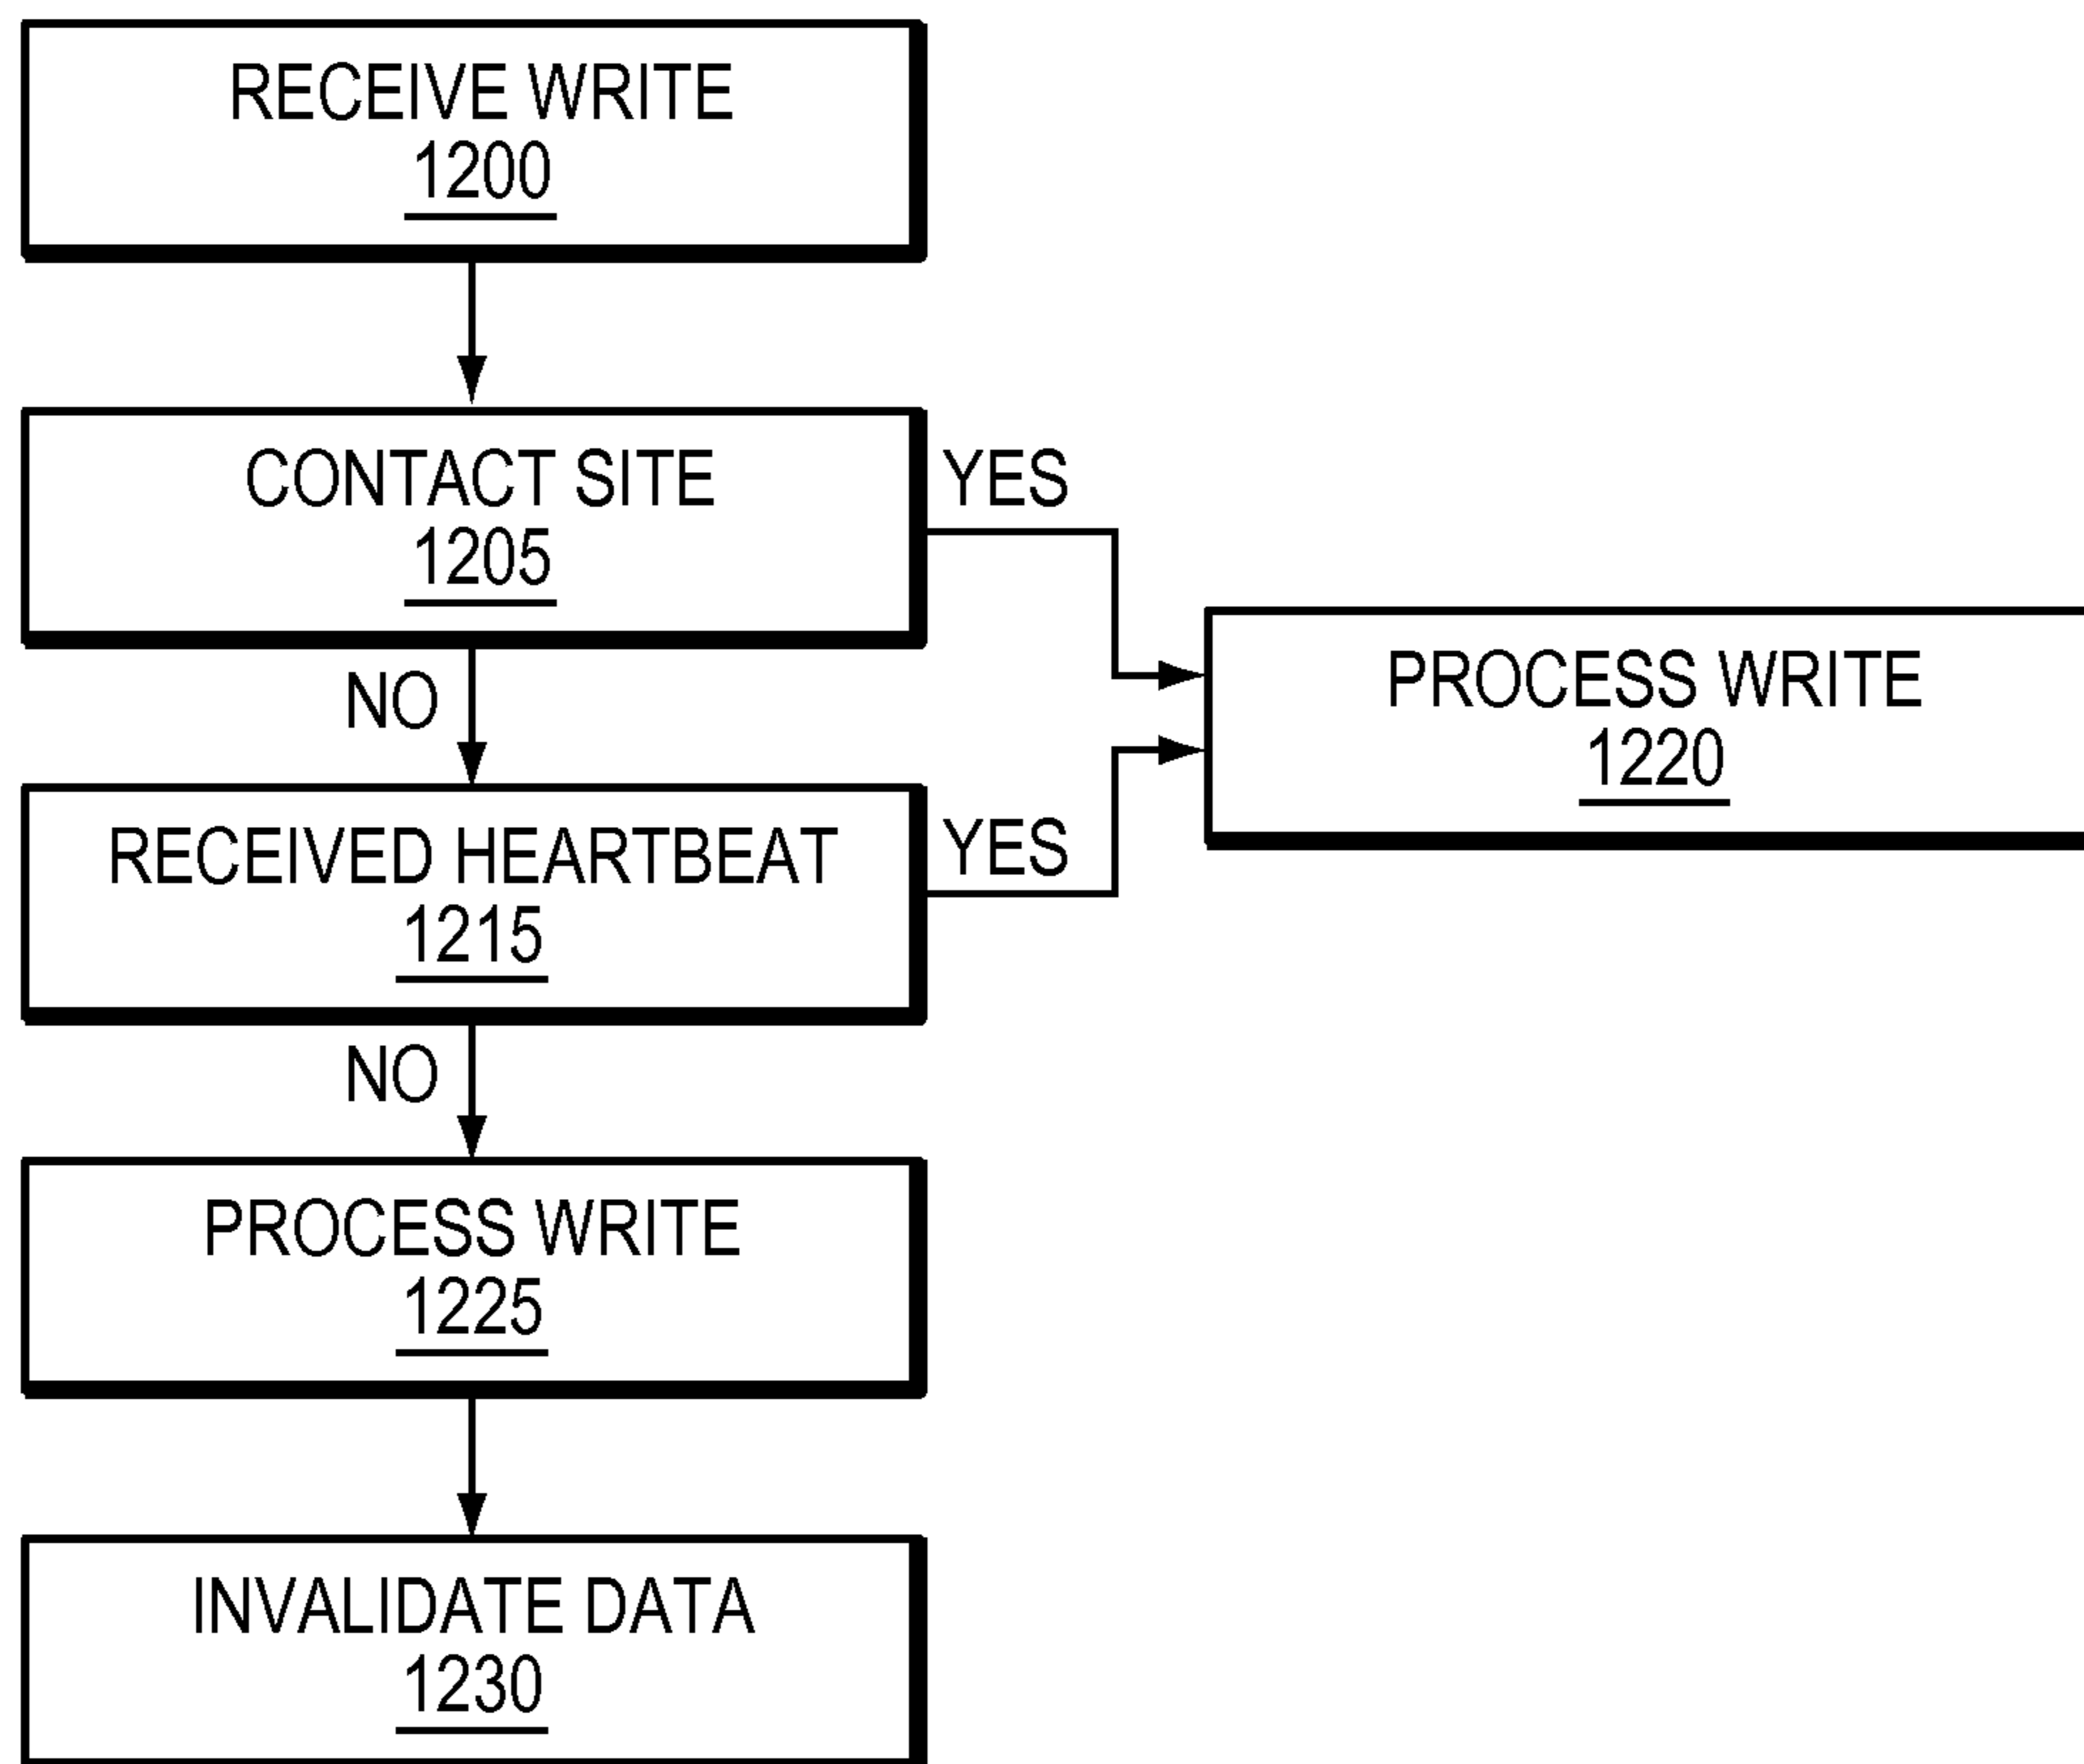 RECEIVE WRITE
1200
CONTACT SITE
1205
YES
NO
PROCESS WRITE
1220
RECEIVED HEARTBEAT
1215
YES
NO
PROCESS WRITE
1225
INVALIDATE DATA
1230